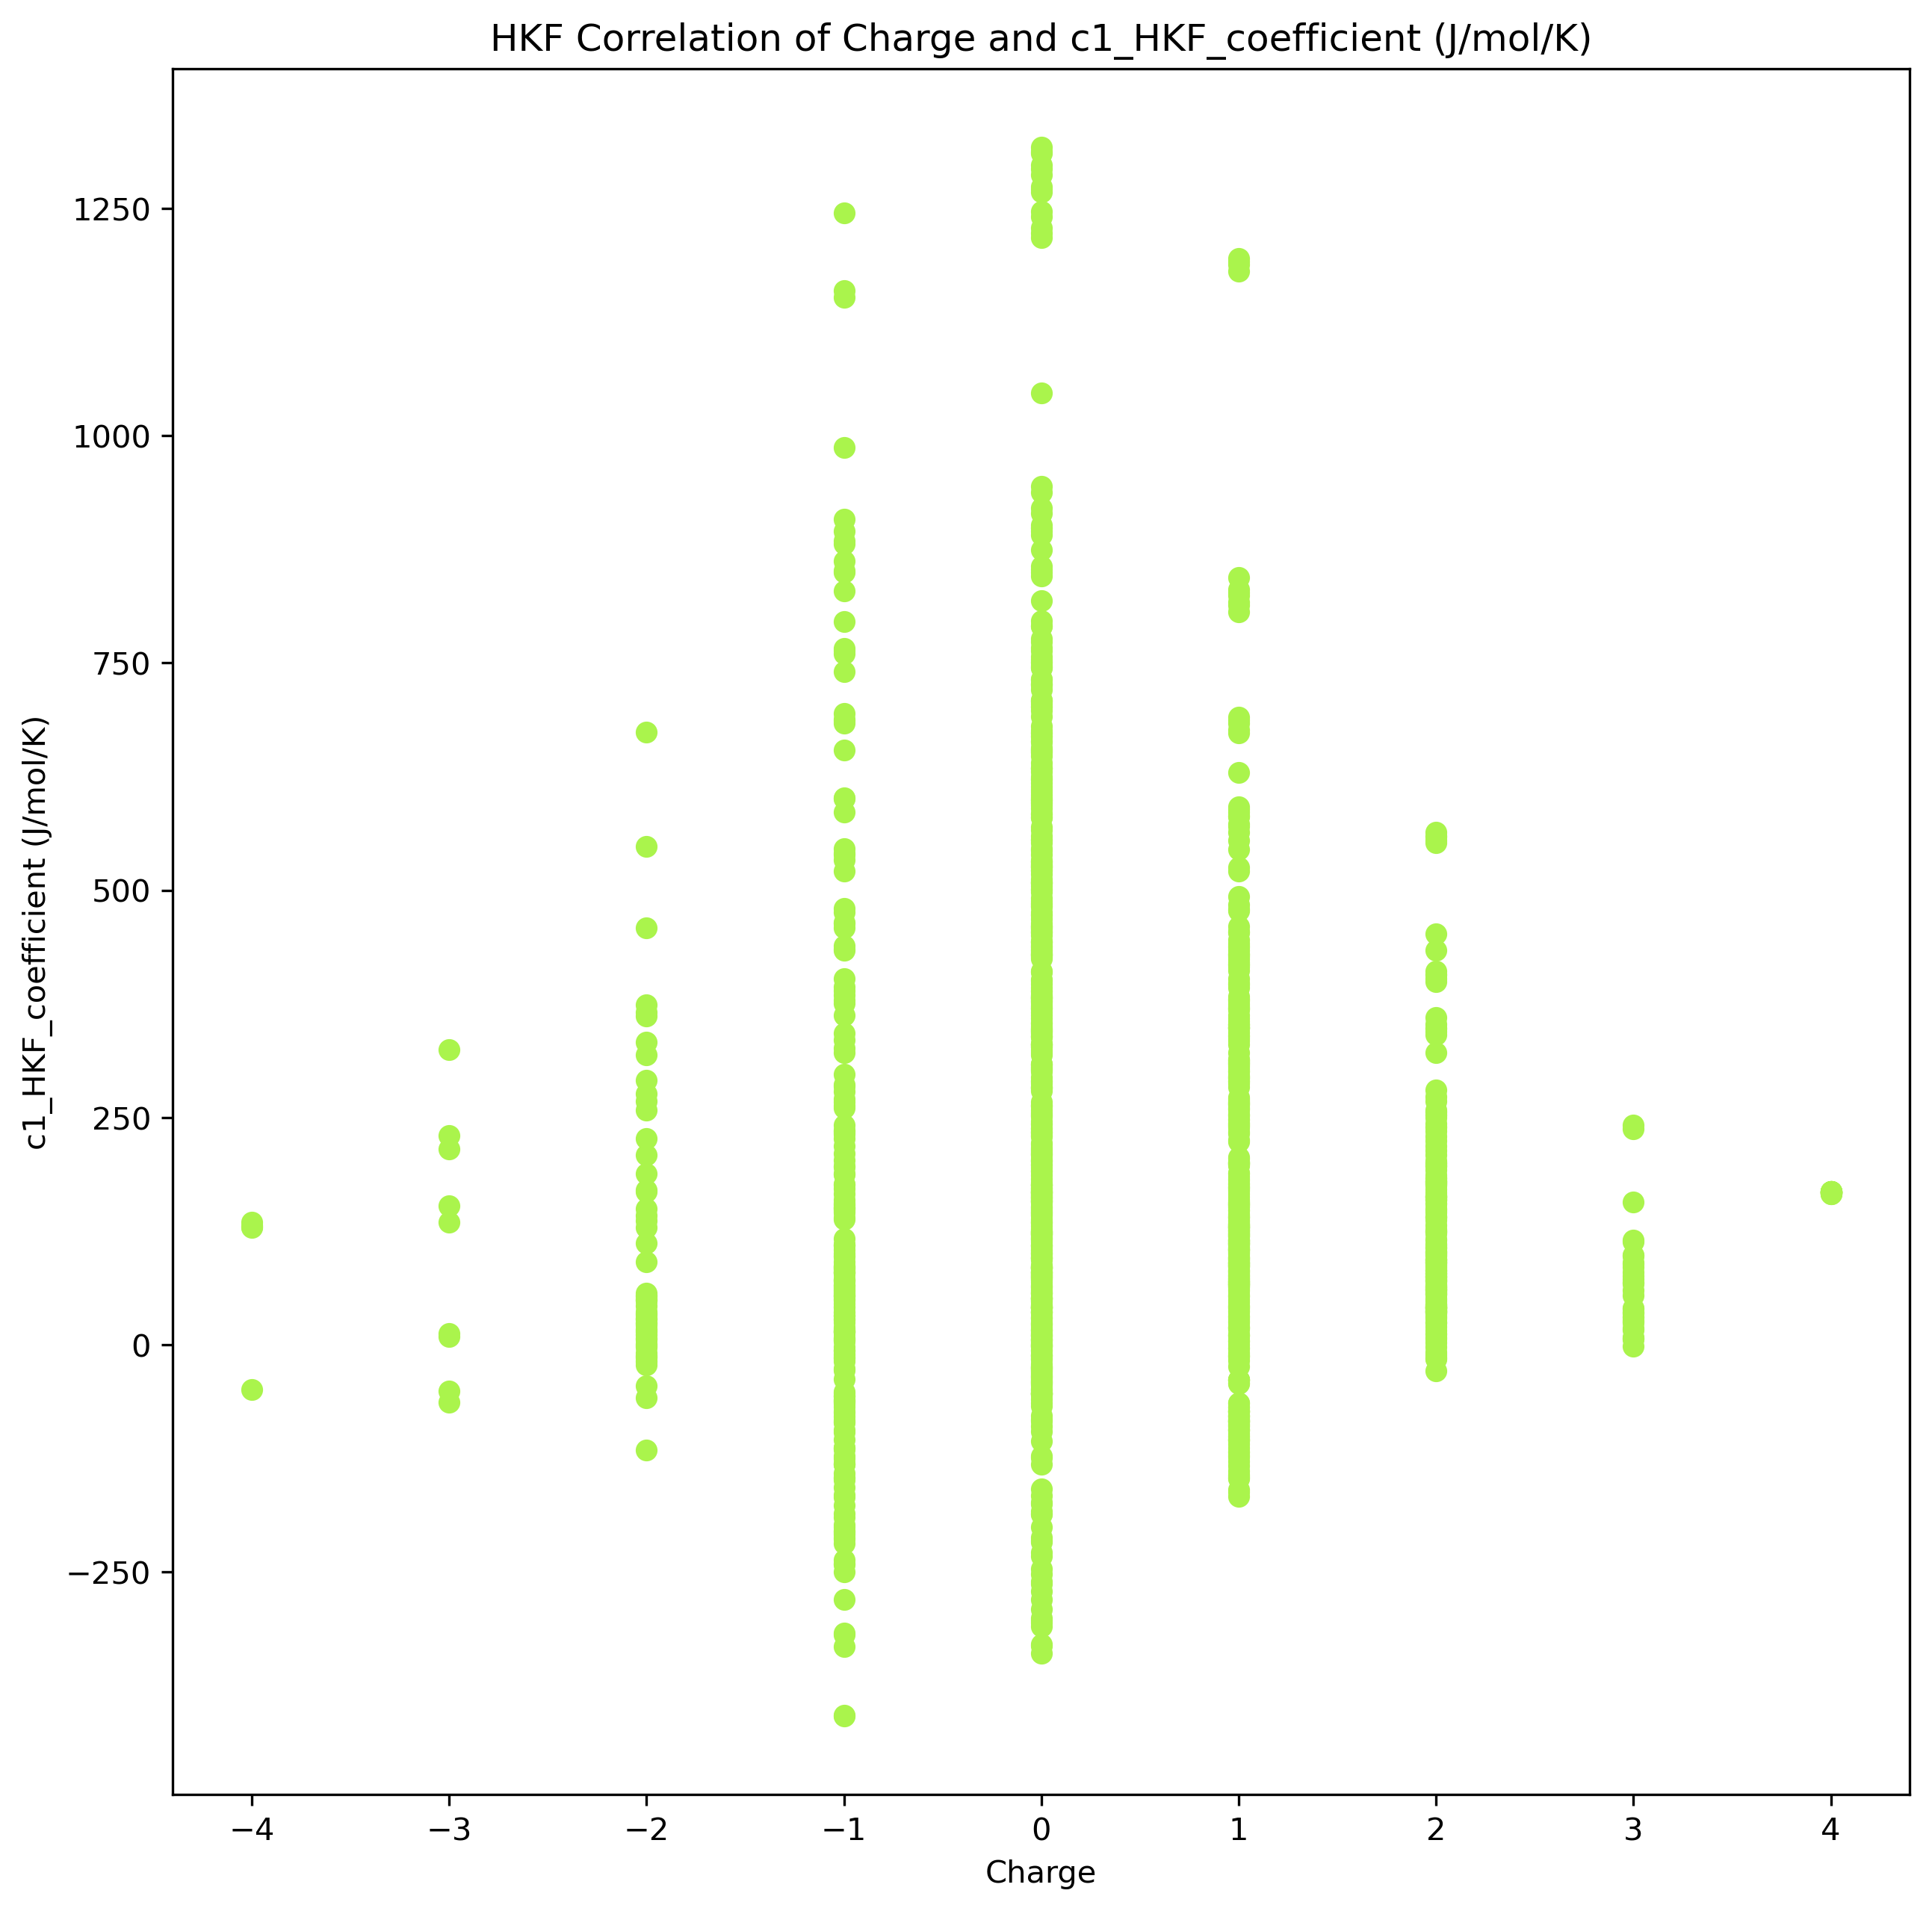 HKF Correlation of Charge and c1_HKF_coefficient (J/mol/K)
c1_HKF_coefficient (J/mol/K)
1250
1000
750
500
250
0
−250
−4 −3 −2 −1 0 1 2 3 4
Charge